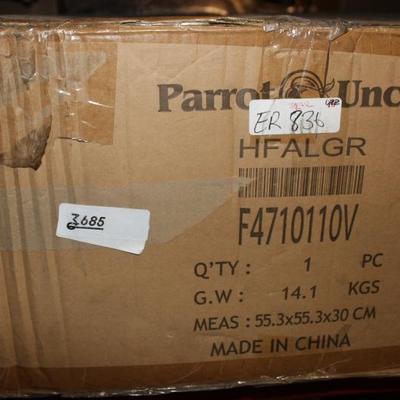 Parrot Unc
ER 836
HFALGR
3685
F4710110V
Q'TY : 1 PC
G.W : 14.1 KGS
MEAS : 55.3x55.3x30 CM
MADE IN CHINA